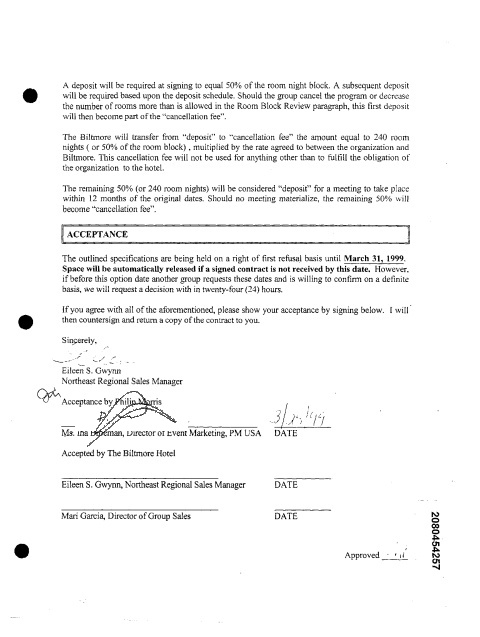 A deposit will be required at signing to equal 50% of the room night block. A subsequent deposit
will be required based upon the deposit schedule. Should the group cancel the program or decrease
the number of rooms more than is allowed in the Room Block Review paragraph, this first deposit
will then become part of the “cancellation fee”.
The Biltmore will transfer from “deposit” to “cancellation fee” the amount equal to 240 room
nights ( or 50% of the room block) , multiplied by the rate agreed to between the organization and
Biltmore. This cancellation fee will not be used for anything other than to fulfill the obligation of
the organization to the hotel.
The remaining 50% (or 240 room nights) will be considered “deposit” for a meeting to take place
within 12 months of the original dates. Should no meeting materialize, the remaining 50% will
become “cancellation fee”.
ACCEPTANCE
The outlined specifications are being held on a right of first refusal basis until March 31, 1999.
Space will be automatically released if a signed contract is not received by this date. However,
if before this option date another group requests these dates and is willing to confirm on a definite
basis, we will request a decision with in twenty-four (24) hours.
If you agree with all of the aforementioned, please show your acceptance by signing below. I will
then countersign and return a copy of the contract to you.
Sincerely,
Eileen S. Gwynn
Northeast Regional Sales Manager
Acceptance by Philip Morris
Ms. Ina , Director of Event Marketing, PM USA DATE
Accepted by The Biltmore Hotel
Eileen S. Gwynn, Northeast Regional Sales Manager DATE
Mari Garcia, Director of Group Sales DATE
Approved
2080454257